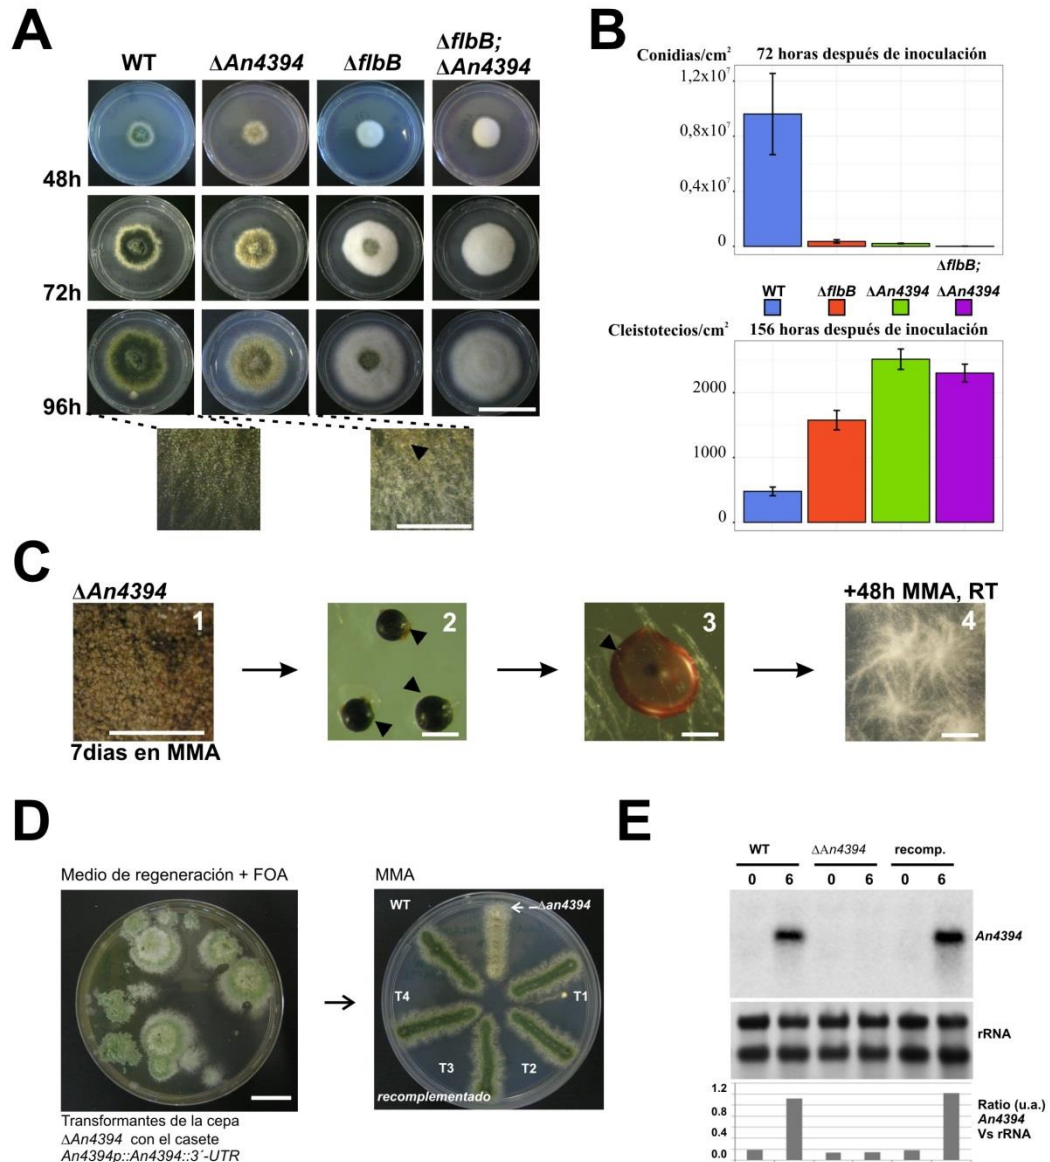 A
WT
ΔAn4394
ΔflbB
ΔflbB;
ΔAn4394
48h
72h
96h
B
Conidias/cm²
72 horas después de inoculación
1,2x10⁷
0,8x10⁷
0,4x10⁷
0
ΔflbB;
WT
ΔflbB
ΔAn4394
ΔAn4394
Cleistotecios/cm²
156 horas después de inoculación
2000
1000
0
C
ΔAn4394
1
7dias en MMA
2
3
+48h MMA, RT
4
D
Medio de regeneración + FOA
Transformantes de la cepa
ΔAn4394 con el casete
An4394p::An4394::3´-UTR
MMA
WT
Δan4394
T1
T2
T3
T4
recomplementado
E
WT
ΔAn4394
recomp.
0 6 0 6 0 6
An4394
rRNA
1.2
0.8
0.4
0.0
Ratio (u.a.)
An4394
Vs rRNA